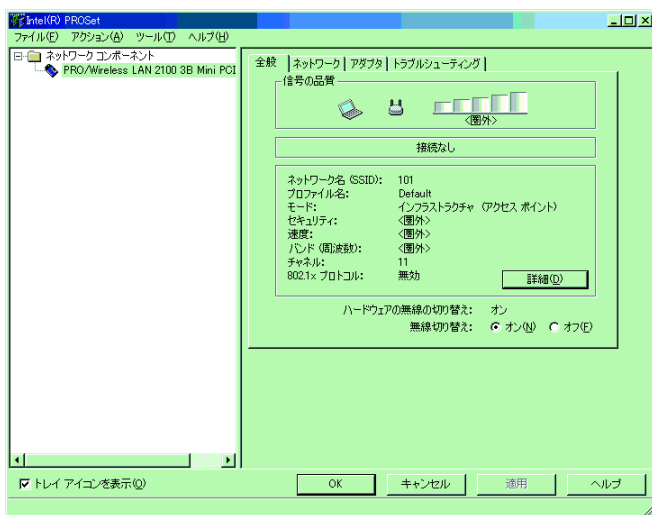 Intel(R) PROSet
ファイル(F) アクション(A) ツール(T) ヘルプ(H)
ネットワーク コンポーネント
PRO/Wireless LAN 2100 3B Mini PCI
全般 ネットワーク アダプタ トラブルシューティング
信号の品質
<圏外>
接続なし
ネットワーク名 (SSID): 101
プロファイル名: Default
モード: インフラストラクチャ (アクセス ポイント)
セキュリティ: <圏外>
速度: <圏外>
バンド (周波数): <圏外>
チャネル: 11
802.1x プロトコル: 無効
詳細(D)
ハードウェアの無線の切り替え: オン
無線切り替え: オン(N) オフ(F)
トレイ アイコンを表示(O)
OK キャンセル 適用 ヘルプ